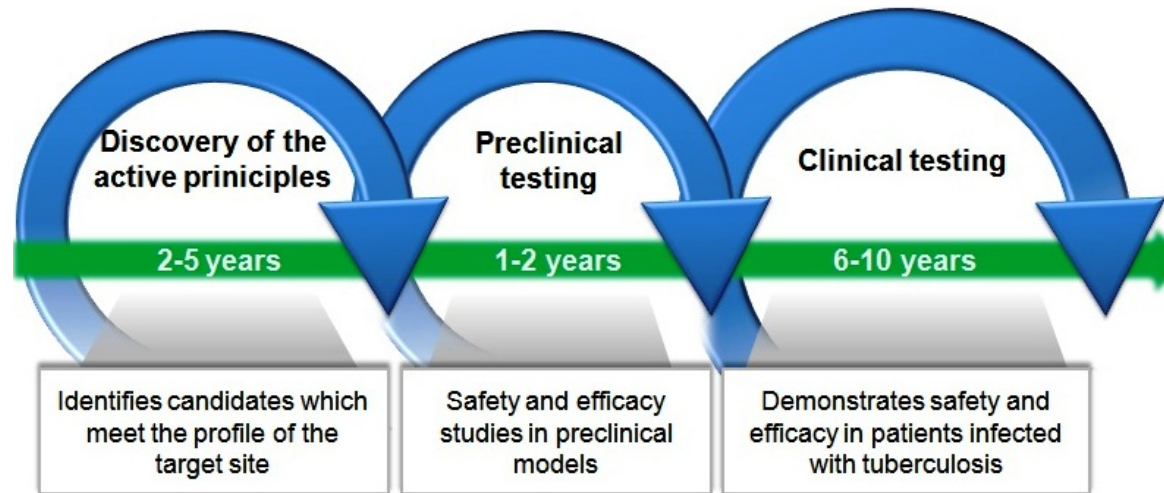 Discovery of the
active priniciples
2-5 years
Identifies candidates which
meet the profile of the
target site
Preclinical
testing
1-2 years
Safety and efficacy
studies in preclinical
models
Clinical testing
6-10 years
Demonstrates safety and
efficacy in patients infected
with tuberculosis